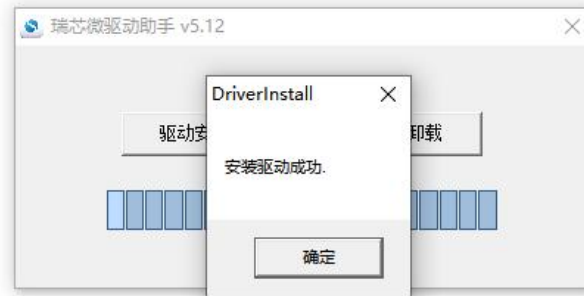 瑞芯微驱动助手 v5.12
DriverInstall
驱动安
卸载
安装驱动成功.
确定